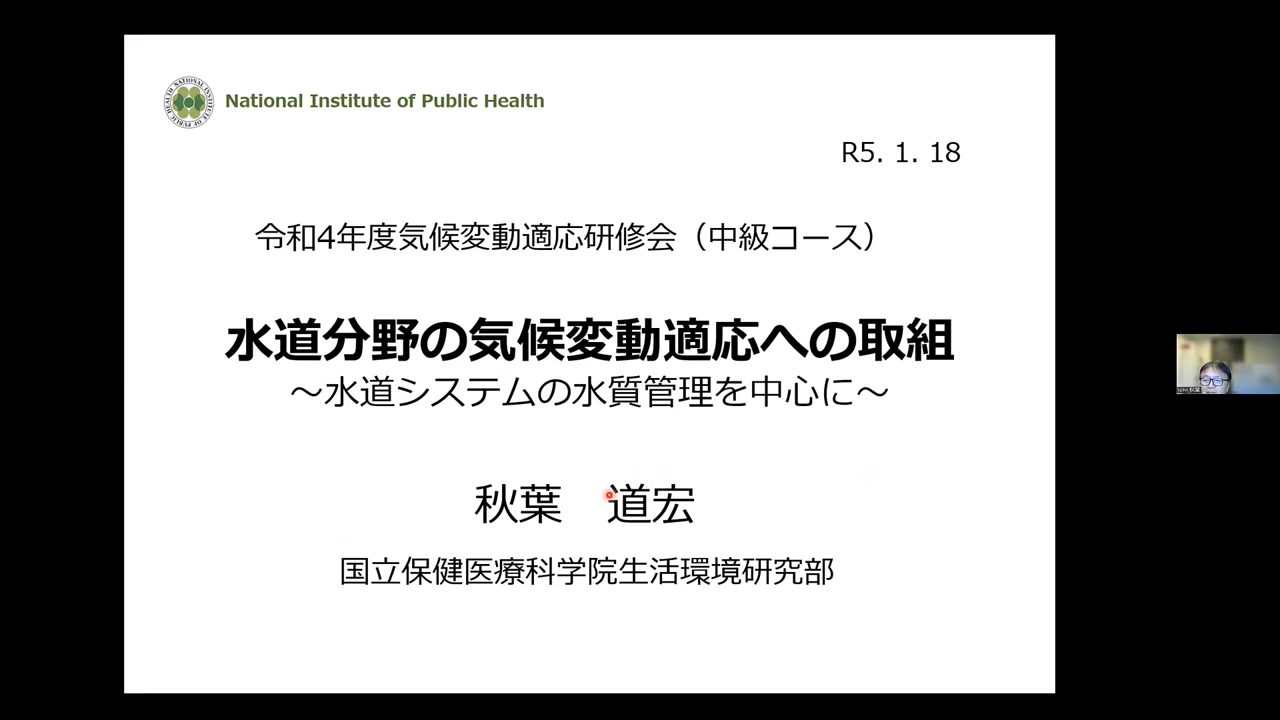 National Institute of Public Health
R5. 1. 18
令和4年度気候変動適応研修会（中級コース）
水道分野の気候変動適応への取組
～水道システムの水質管理を中心に～
秋葉　道宏
国立保健医療科学院生活環境研究部